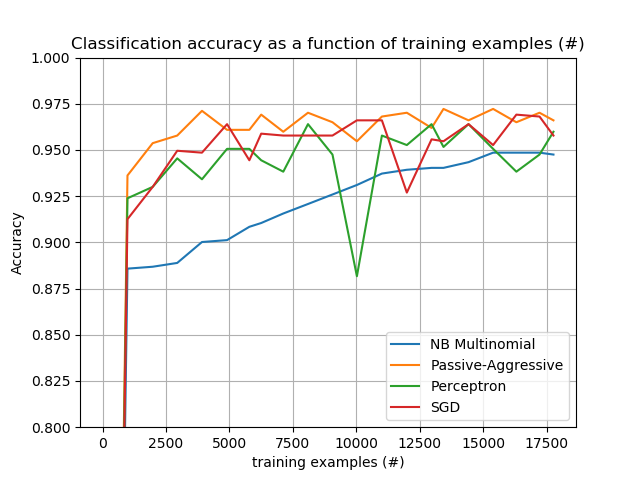 Classification accuracy as a function of training examples (#)
1.000
0.975
0.950
0.925
0.900
0.875
0.850
0.825
0.800
Accuracy
NB Multinomial
Passive-Aggressive
Perceptron
SGD
0 2500 5000 7500 10000 12500 15000 17500
training examples (#)